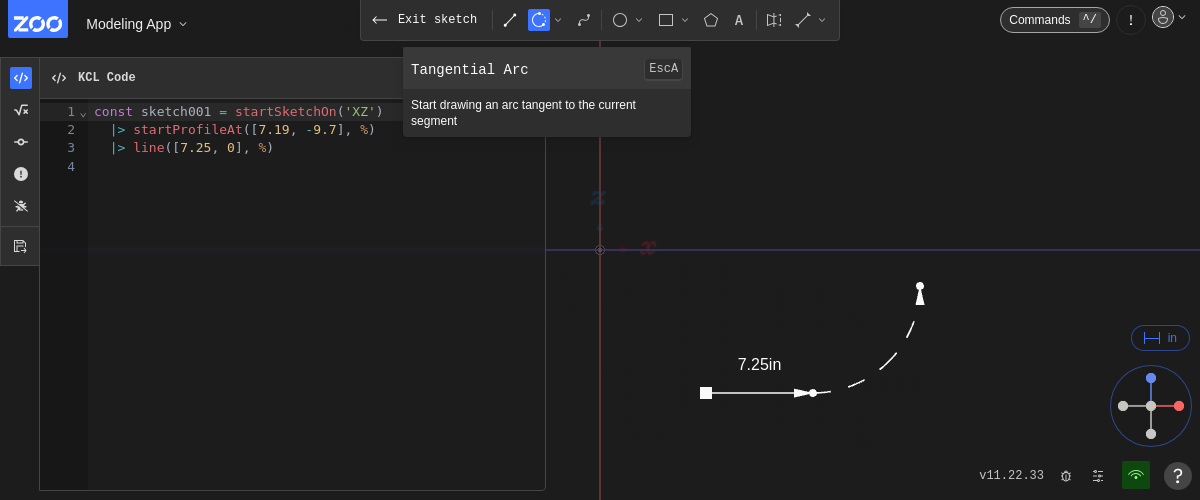 ZOO
Modeling App
Exit sketch
A
Commands ^/
!
Tangential Arc EscA
Start drawing an arc tangent to the current
segment
KCL Code
1 const sketch001 = startSketchOn('XZ')
2 |> startProfileAt([7.19, -9.7], %)
3 |> line([7.25, 0], %)
4
z
x
7.25in
in
v11.22.33
?